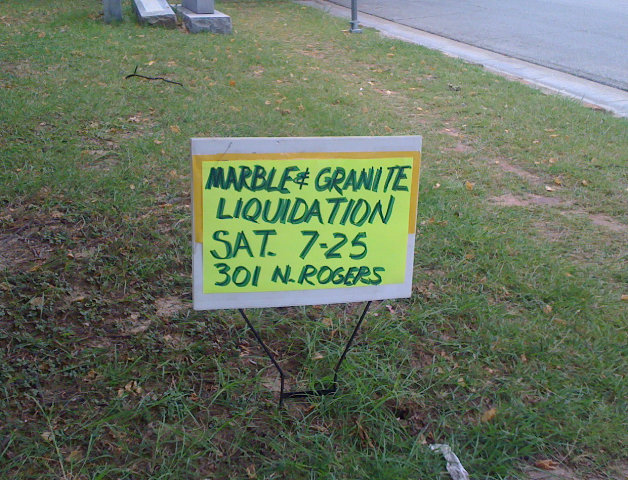 MARBLE & GRANITE
LIQUIDATION
SAT. 7-25
301 N. ROGERS